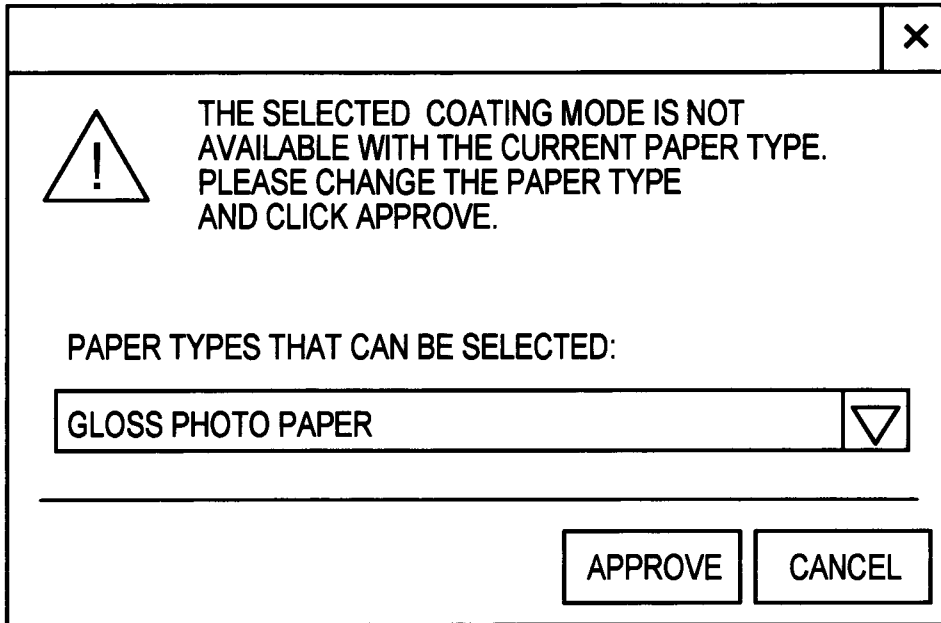 THE SELECTED COATING MODE IS NOT
AVAILABLE WITH THE CURRENT PAPER TYPE.
PLEASE CHANGE THE PAPER TYPE
AND CLICK APPROVE.
PAPER TYPES THAT CAN BE SELECTED:
GLOSS PHOTO PAPER
APPROVE CANCEL